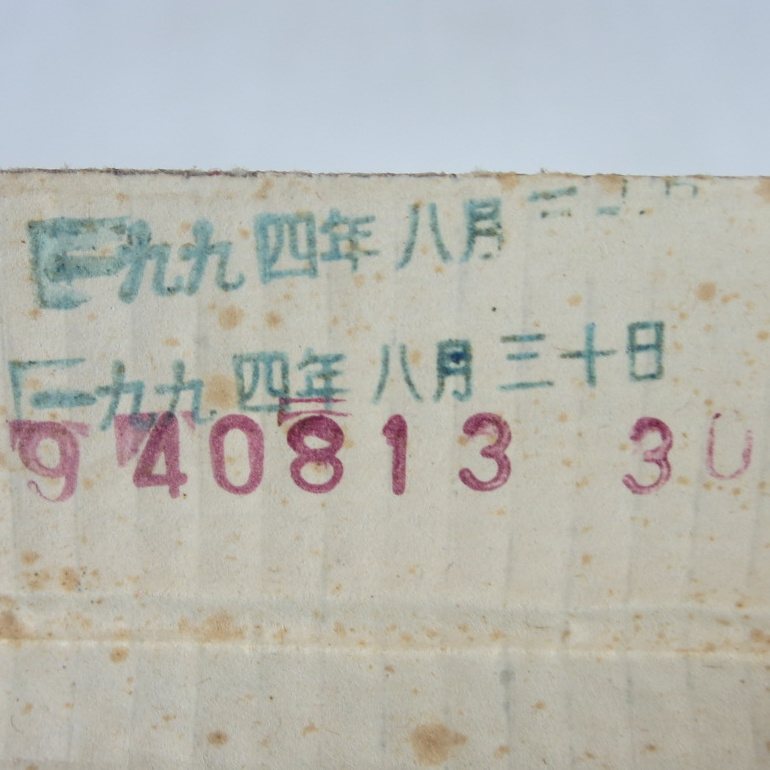 一九九四年 八月
一九九四年 八月 三十日
940813 30